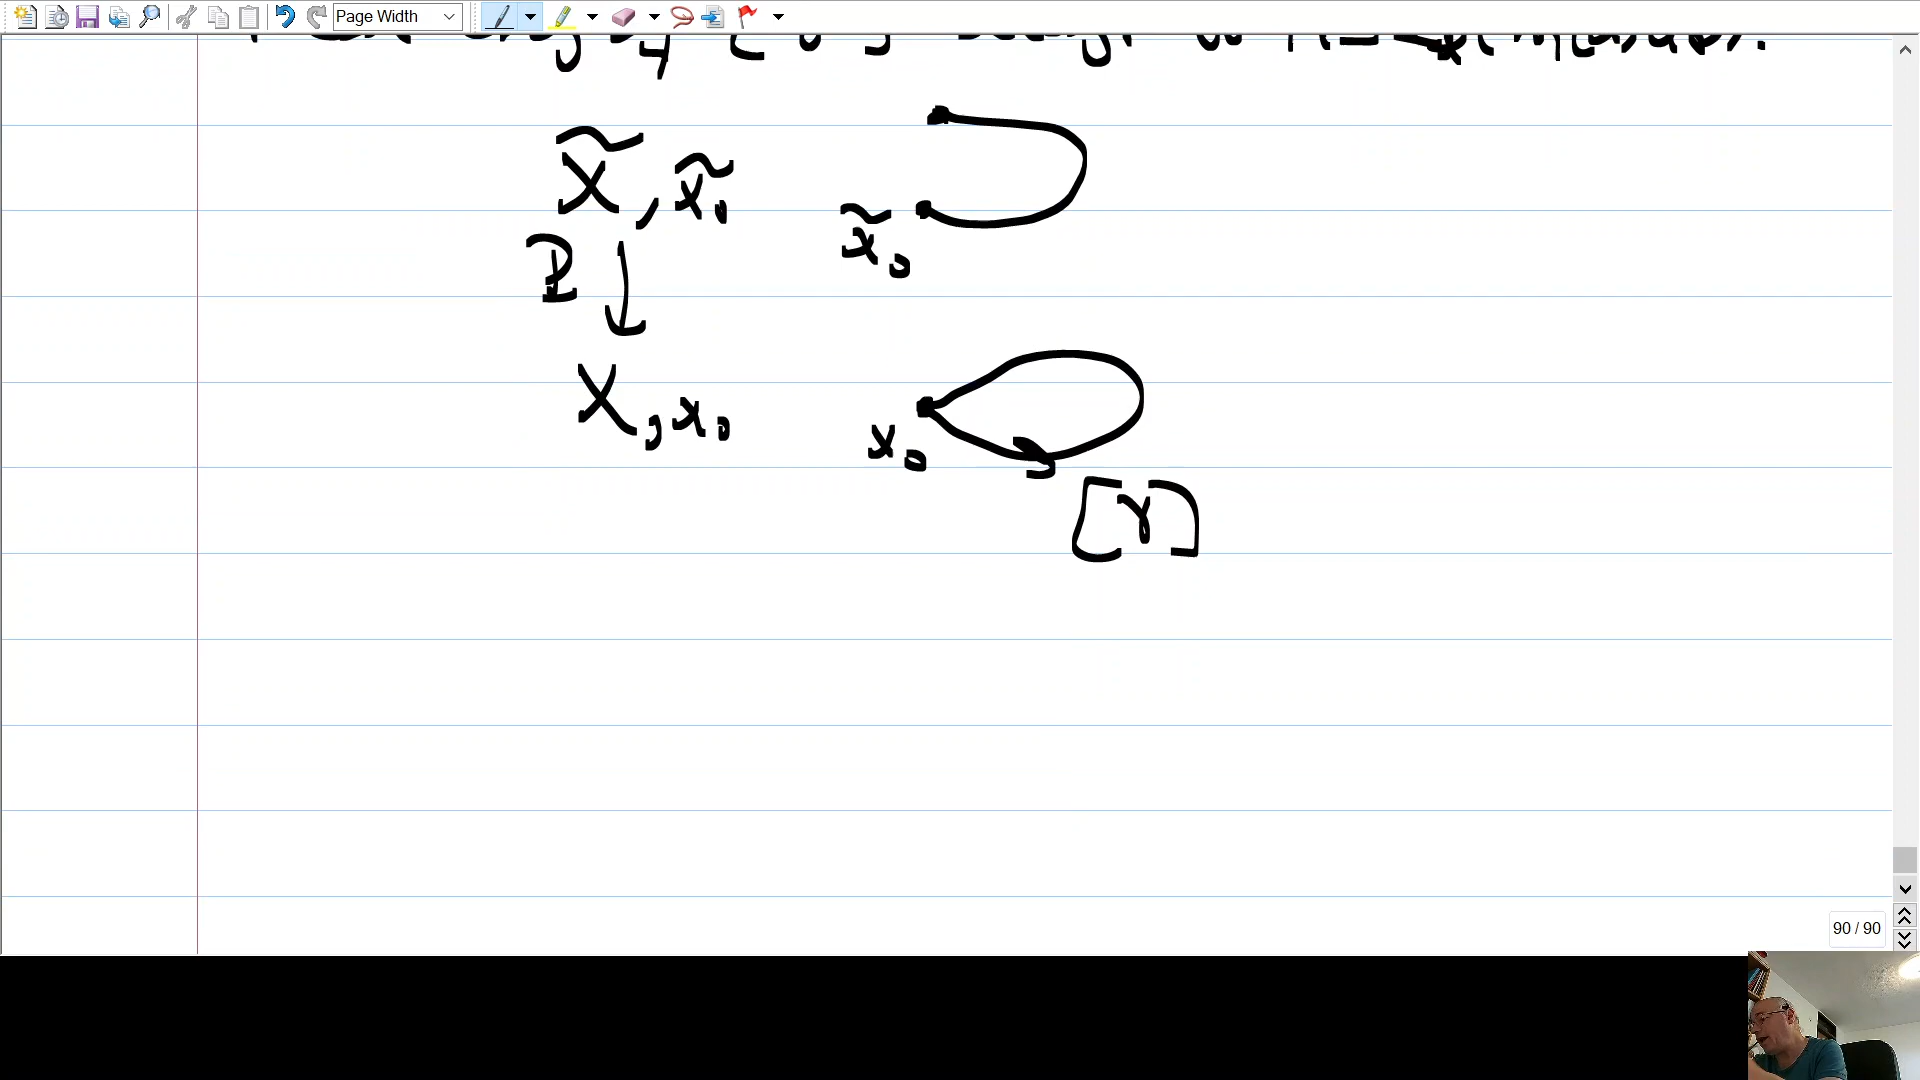 Page Width
X̃, x̃₀
x̃₀
p
X, x₀
x₀
[γ]
90 / 90